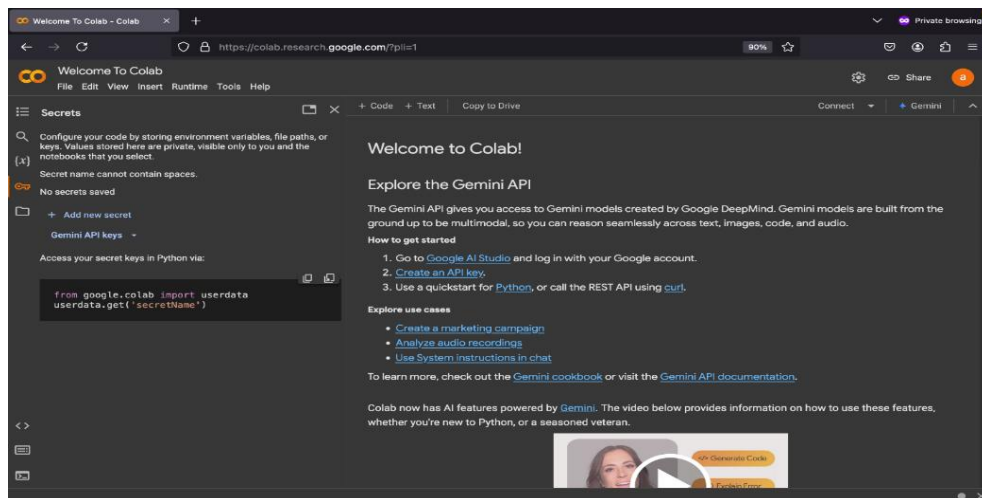 Welcome To Colab - Colab
Private browsing
https://colab.research.google.com/?pli=1
90%
Welcome To Colab
File Edit View Insert Runtime Tools Help
Share
a
Secrets
Configure your code by storing environment variables, file paths, or
keys. Values stored here are private, visible only to you and the
notebooks that you select.
Secret name cannot contain spaces.
No secrets saved
+ Add new secret
Gemini API keys
Access your secret keys in Python via:
from google.colab import userdata
userdata.get('secretName')
+ Code + Text Copy to Drive
Connect
Gemini
Welcome to Colab!
Explore the Gemini API
The Gemini API gives you access to Gemini models created by Google DeepMind. Gemini models are built from the
ground up to be multimodal, so you can reason seamlessly across text, images, code, and audio.
How to get started
1. Go to Google AI Studio and log in with your Google account.
2. Create an API key.
3. Use a quickstart for Python, or call the REST API using curl.
Explore use cases
• Create a marketing campaign
• Analyze audio recordings
• Use System instructions in chat
To learn more, check out the Gemini cookbook or visit the Gemini API documentation.
Colab now has AI features powered by Gemini. The video below provides information on how to use these features,
whether you're new to Python, or a seasoned veteran.
Generate Code
Explain Error